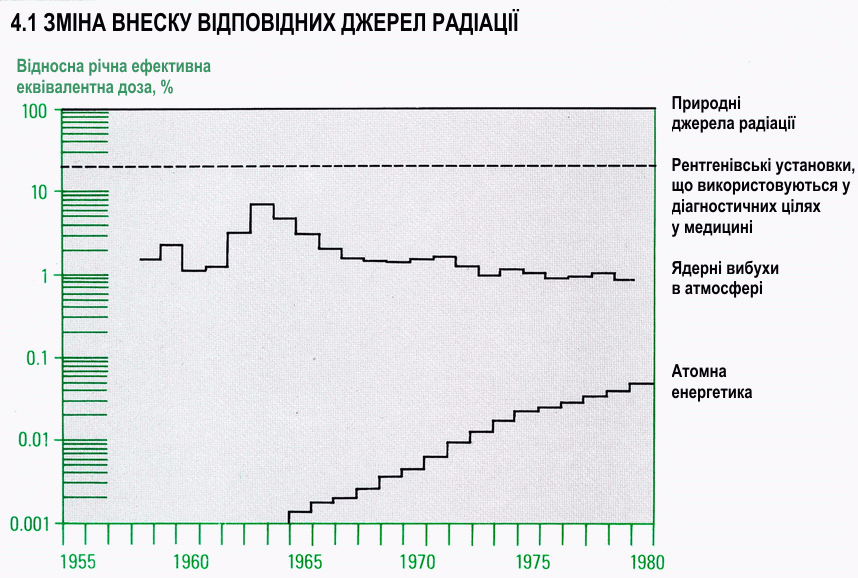 4.1 ЗМІНА ВНЕСКУ ВІДПОВІДНИХ ДЖЕРЕЛ РАДІАЦІЇ
Відносна річна ефективна
еквівалентна доза, %
100
10
1
0.1
0.01
0.001
1955
1960
1965
1970
1975
1980
Природні
джерела радіації
Рентгенівські установки,
що використовуються у
діагностичних цілях
у медицині
Ядерні вибухи
в атмосфері
Атомна
енергетика